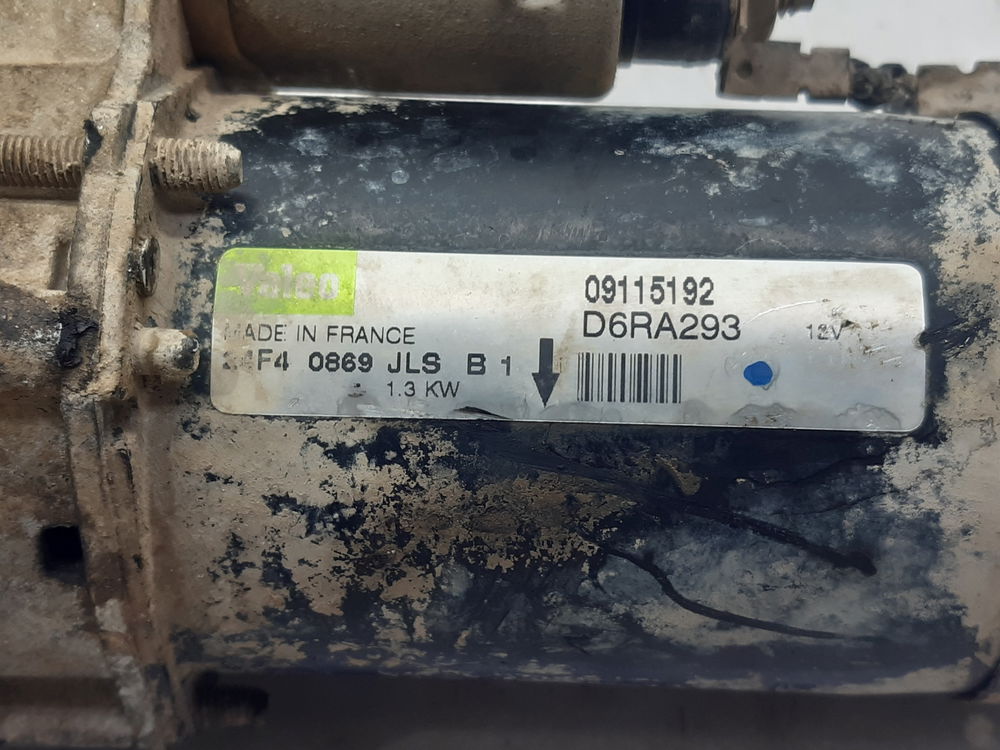 Valeo
MADE IN FRANCE
0869 JLS B 1
1.3 KW
09115192
D6RA293
12V